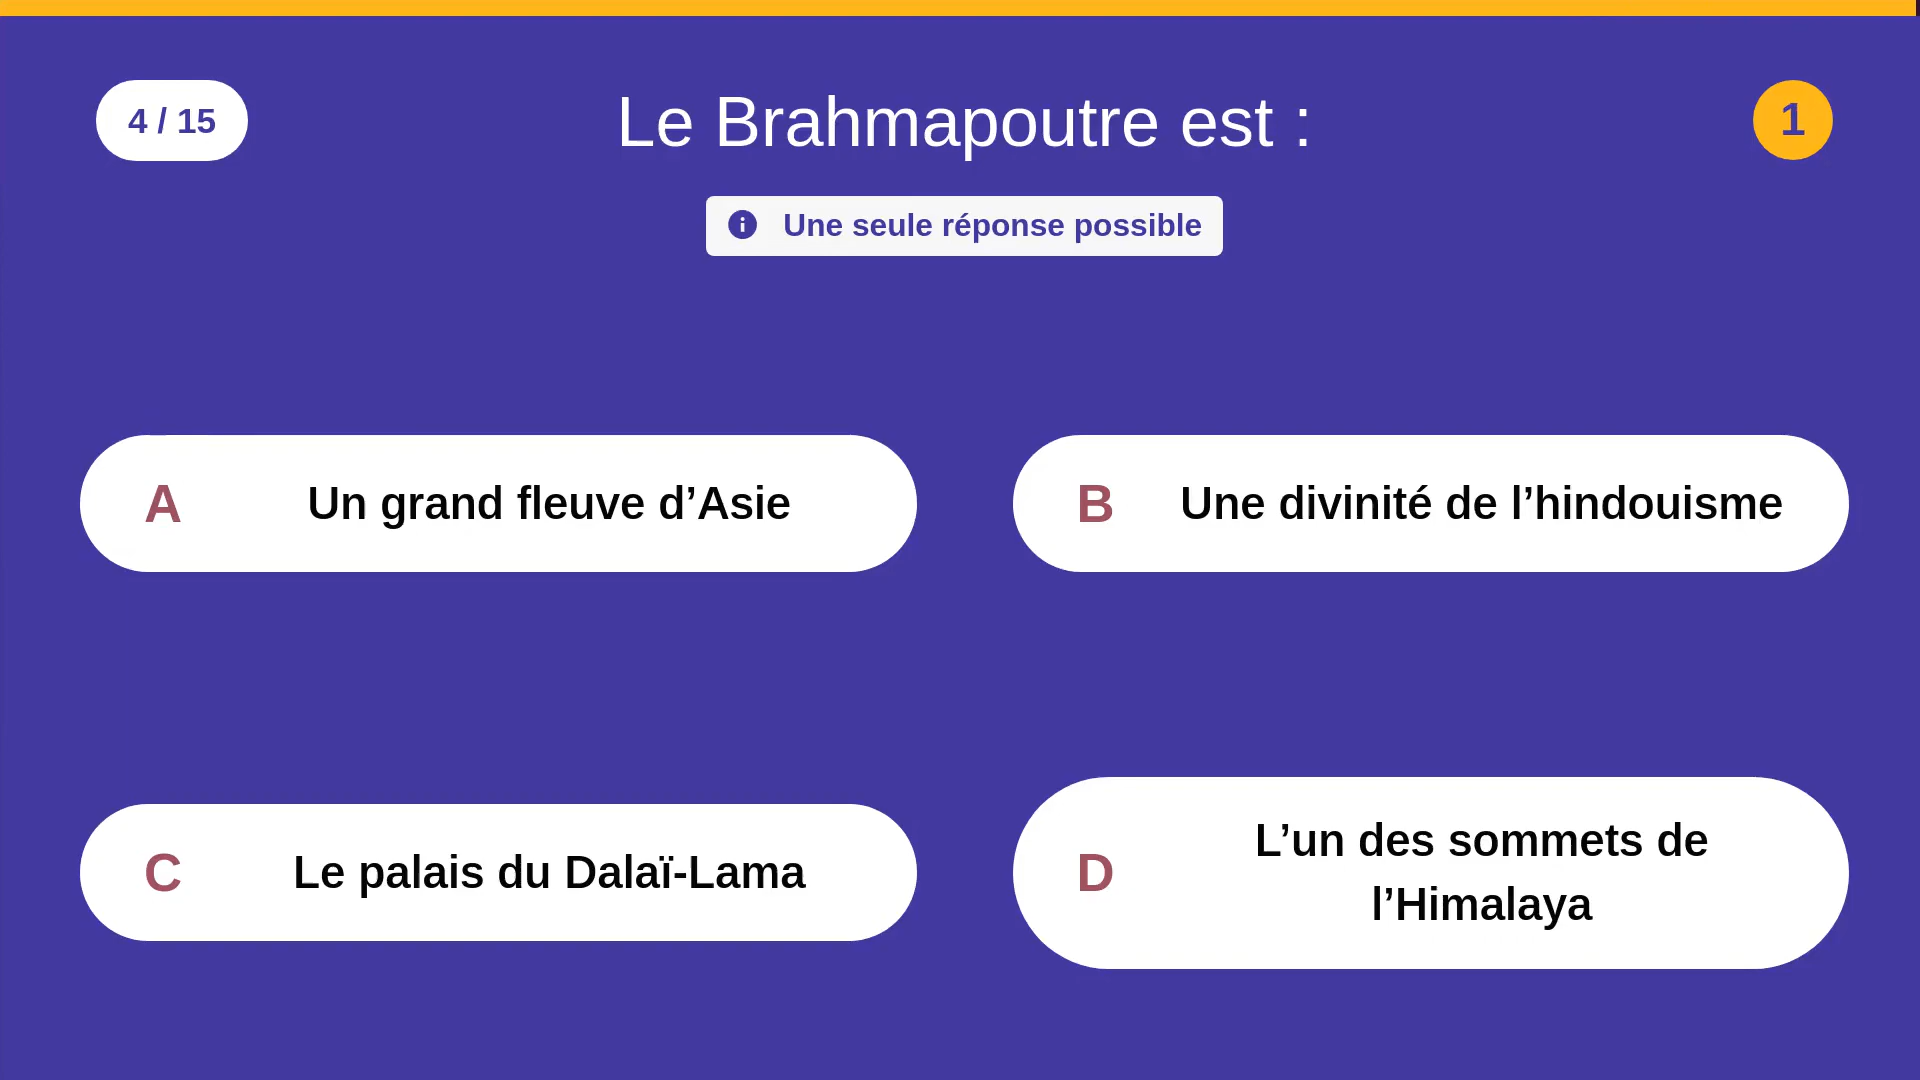 4 / 15
Le Brahmapoutre est :
1
Une seule réponse possible
A
Un grand fleuve d’Asie
B
Une divinité de l’hindouisme
C
Le palais du Dalaï-Lama
D
L’un des sommets de
l’Himalaya